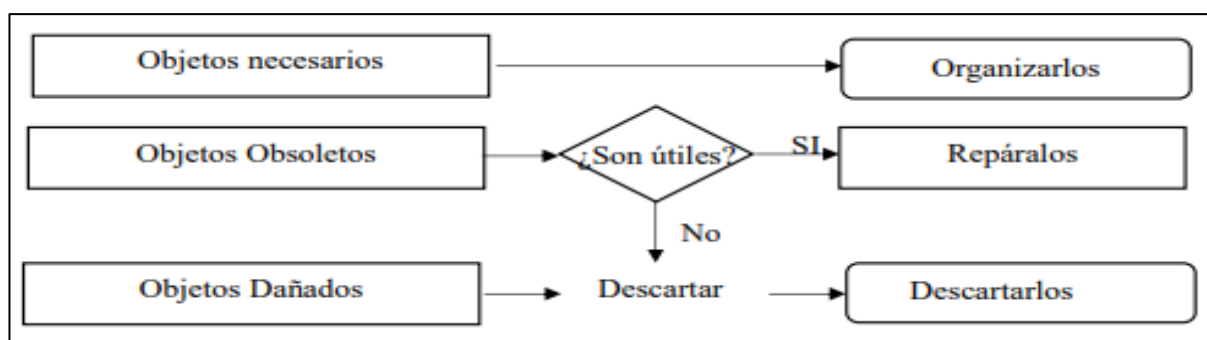 Objetos necesarios
Organizarlos
Objetos Obsoletos
¿Son útiles?
SI
Repáralos
No
Objetos Dañados
Descartar
Descartarlos